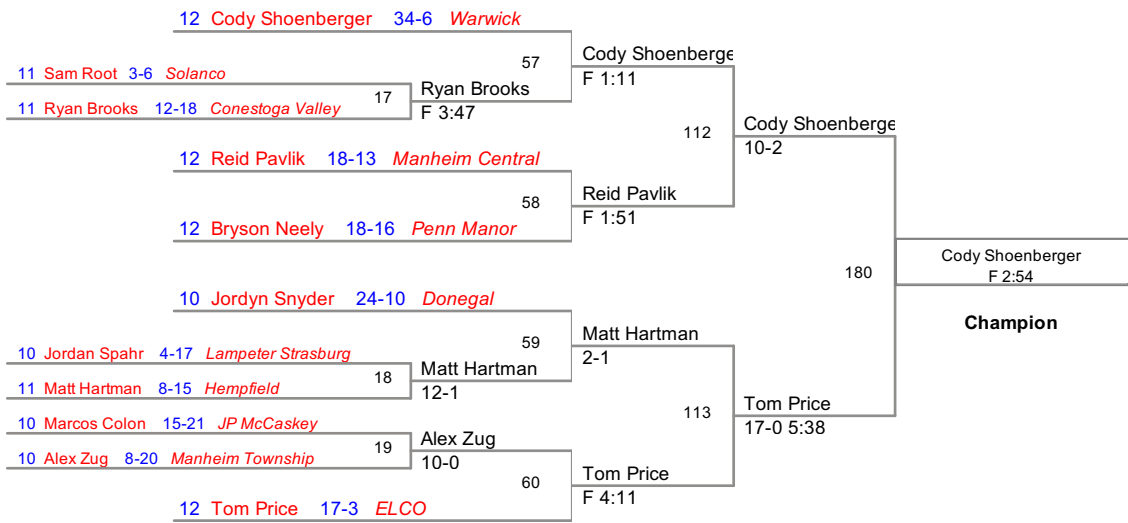 12 Cody Shoenberger 34-6 Warwick
57
Cody Shoenberge
F 1:11
11 Sam Root 3-6 Solanco
17
Ryan Brooks
F 3:47
11 Ryan Brooks 12-18 Conestoga Valley
112
Cody Shoenberge
10-2
12 Reid Pavlik 18-13 Manheim Central
58
Reid Pavlik
F 1:51
12 Bryson Neely 18-16 Penn Manor
180
Cody Shoenberger
F 2:54
Champion
10 Jordyn Snyder 24-10 Donegal
59
Matt Hartman
2-1
10 Jordan Spahr 4-17 Lampeter Strasburg
18
Matt Hartman
12-1
11 Matt Hartman 8-15 Hempfield
113
Tom Price
17-0 5:38
10 Marcos Colon 15-21 JP McCaskey
19
Alex Zug
10-0
10 Alex Zug 8-20 Manheim Township
60
Tom Price
F 4:11
12 Tom Price 17-3 ELCO